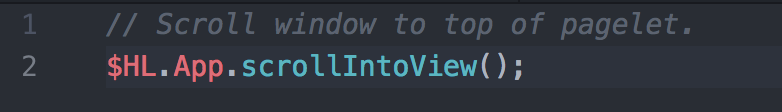 1 // Scroll window to top of pagelet.
2 $HL.App.scrollIntoView();